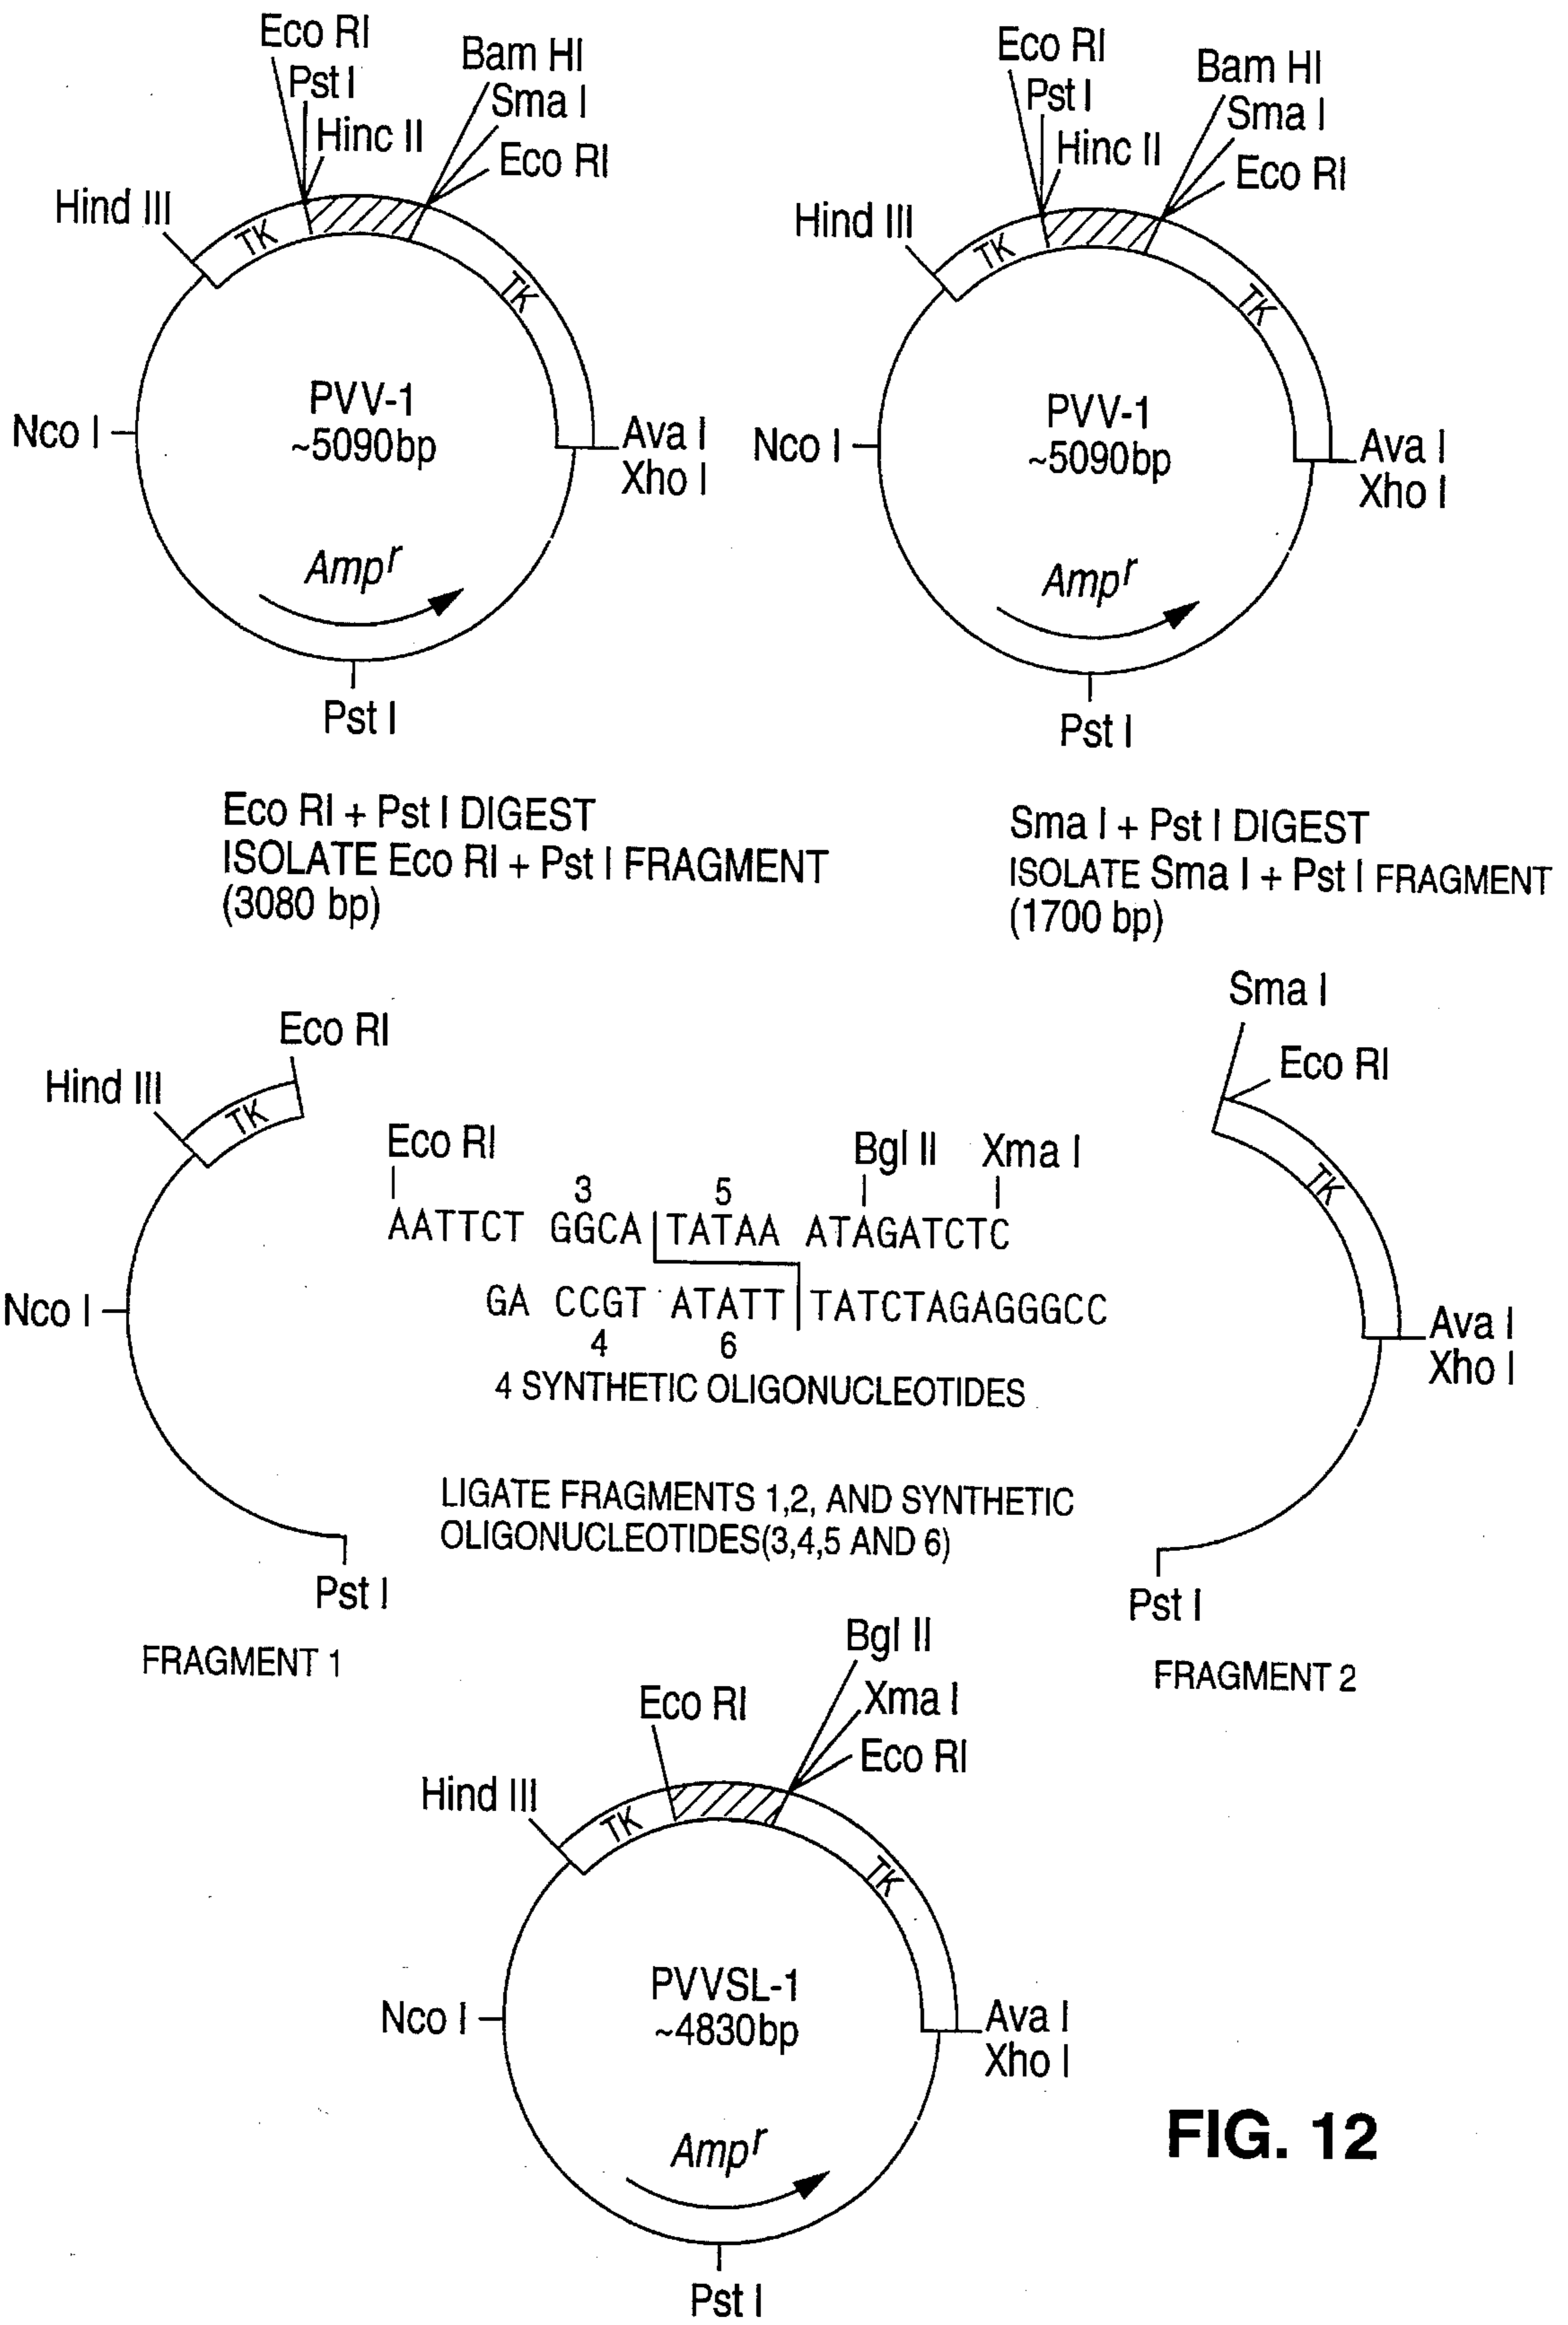 Eco RI
Pst I
Hinc II
Bam HI
Sma I
Eco RI
Hind III
TK
TK
PVV-1
~5090bp
Nco I
Ava I
Xho I
Ampr
Pst I
Eco RI
Pst I
Hinc II
Bam HI
Sma I
Eco RI
Hind III
TK
TK
PVV-1
~5090bp
Nco I
Ava I
Xho I
Ampr
Pst I
Eco RI + Pst I DIGEST
ISOLATE Eco RI + Pst I FRAGMENT
(3080 bp)
Sma I + Pst I DIGEST
ISOLATE Sma I + Pst I FRAGMENT
(1700 bp)
Eco RI
Hind III
TK
Nco I
Pst I
FRAGMENT 1
Eco RI
Bgl II
Xma I
3
5
AATTCT GGCA TATAA ATAGATCTC
GA CCGT ATATT TATCTAGAGGGCC
4
6
4 SYNTHETIC OLIGONUCLEOTIDES
LIGATE FRAGMENTS 1,2, AND SYNTHETIC
OLIGONUCLEOTIDES(3,4,5 AND 6)
Sma I
Eco RI
TK
Ava I
Xho I
Pst I
FRAGMENT 2
Bgl II
Xma I
Eco RI
Eco RI
Hind III
TK
TK
PVVSL-1
~4830bp
Nco I
Ava I
Xho I
Ampr
Pst I
FIG. 12